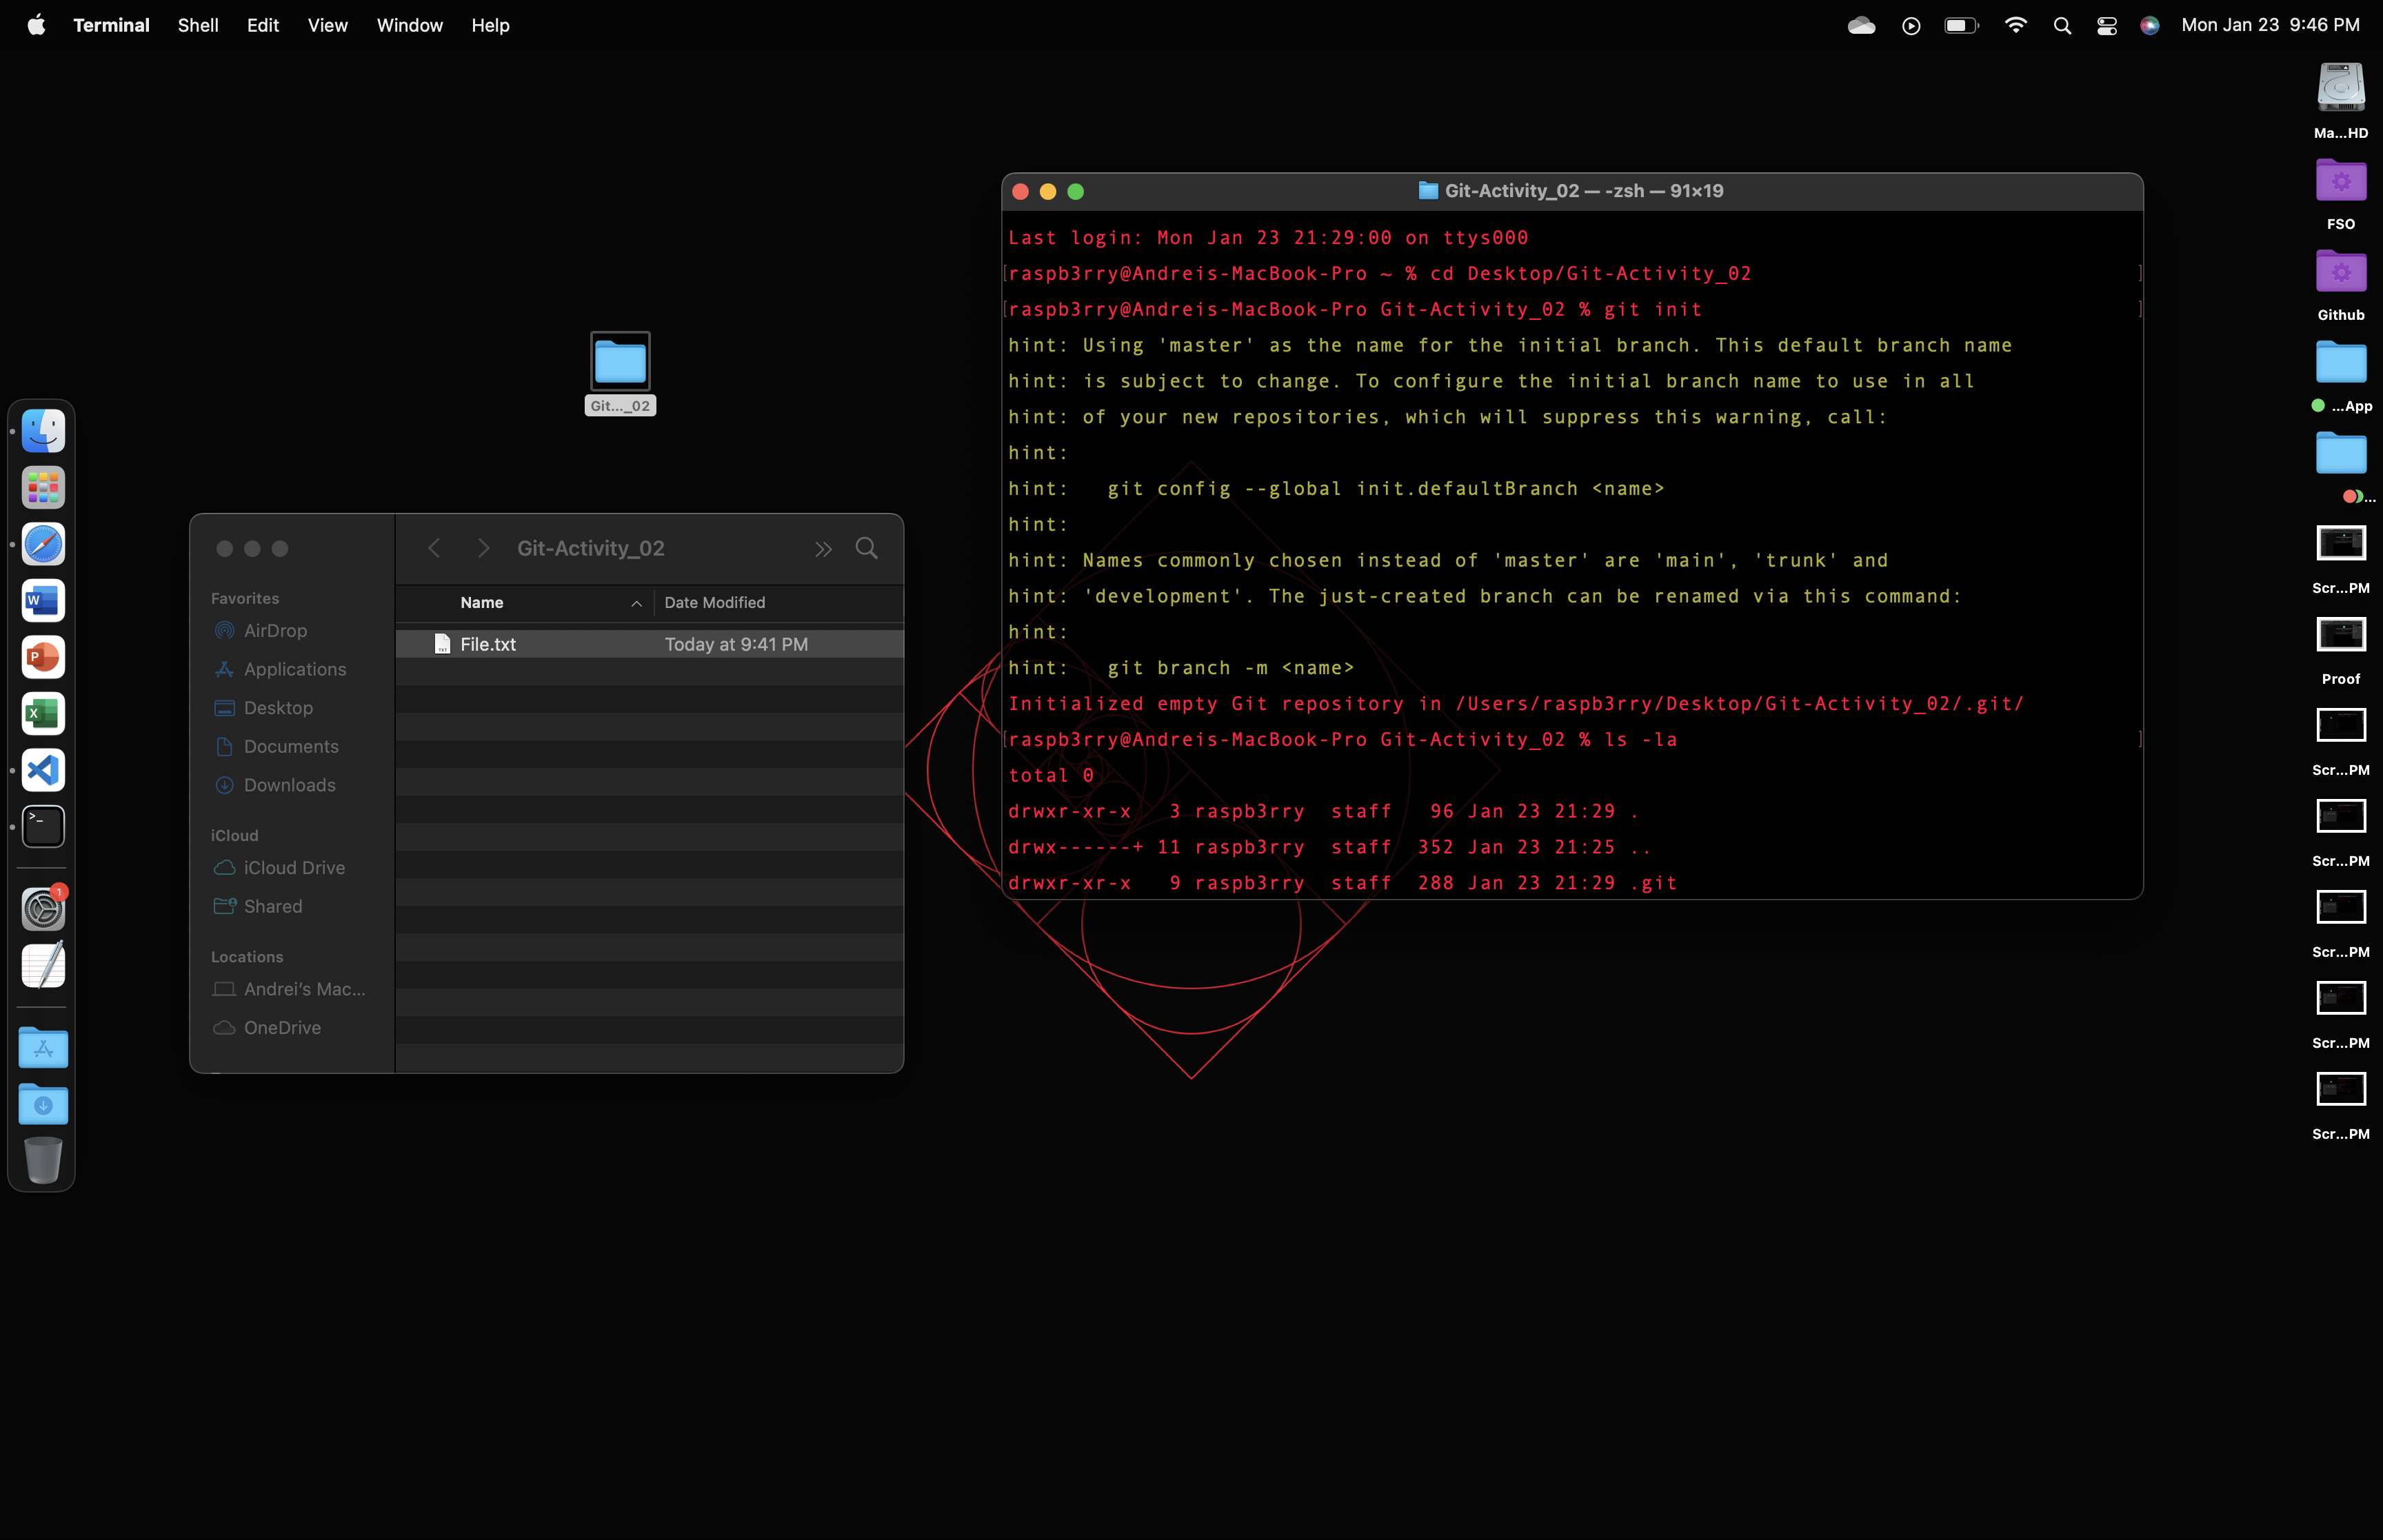 Terminal Shell Edit View Window Help
Mon Jan 23 9:46 PM
Ma...HD
FSO
Github
...App
...
Scr...PM
Proof
Scr...PM
Scr...PM
Scr...PM
Scr...PM
Scr...PM
Git..._02
W
P
X
>_
1
Git-Activity_02
Favorites
AirDrop
Applications
Desktop
Documents
Downloads
iCloud
iCloud Drive
Shared
Locations
Andrei's Mac...
OneDrive
Name Date Modified
File.txt Today at 9:41 PM
Git-Activity_02 — -zsh — 91×19
Last login: Mon Jan 23 21:29:00 on ttys000
[raspb3rry@Andreis-MacBook-Pro ~ % cd Desktop/Git-Activity_02 ]
[raspb3rry@Andreis-MacBook-Pro Git-Activity_02 % git init ]
hint: Using 'master' as the name for the initial branch. This default branch name
hint: is subject to change. To configure the initial branch name to use in all
hint: of your new repositories, which will suppress this warning, call:
hint:
hint:   git config --global init.defaultBranch <name>
hint:
hint: Names commonly chosen instead of 'master' are 'main', 'trunk' and
hint: 'development'. The just-created branch can be renamed via this command:
hint:
hint:   git branch -m <name>
Initialized empty Git repository in /Users/raspb3rry/Desktop/Git-Activity_02/.git/
[raspb3rry@Andreis-MacBook-Pro Git-Activity_02 % ls -la ]
total 0
drwxr-xr-x   3 raspb3rry  staff   96 Jan 23 21:29 .
drwx------+ 11 raspb3rry  staff  352 Jan 23 21:25 ..
drwxr-xr-x   9 raspb3rry  staff  288 Jan 23 21:29 .git